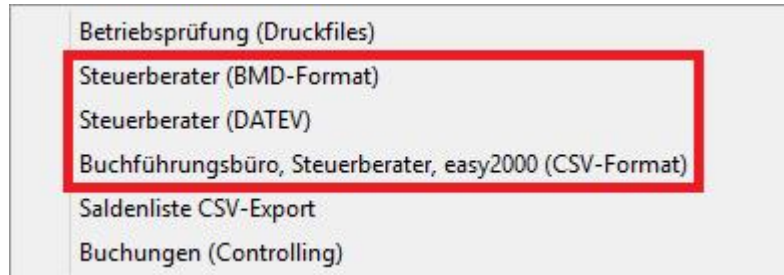 Betriebsprüfung (Druckfiles)
Steuerberater (BMD-Format)
Steuerberater (DATEV)
Buchführungsbüro, Steuerberater, easy2000 (CSV-Format)
Saldenliste CSV-Export
Buchungen (Controlling)